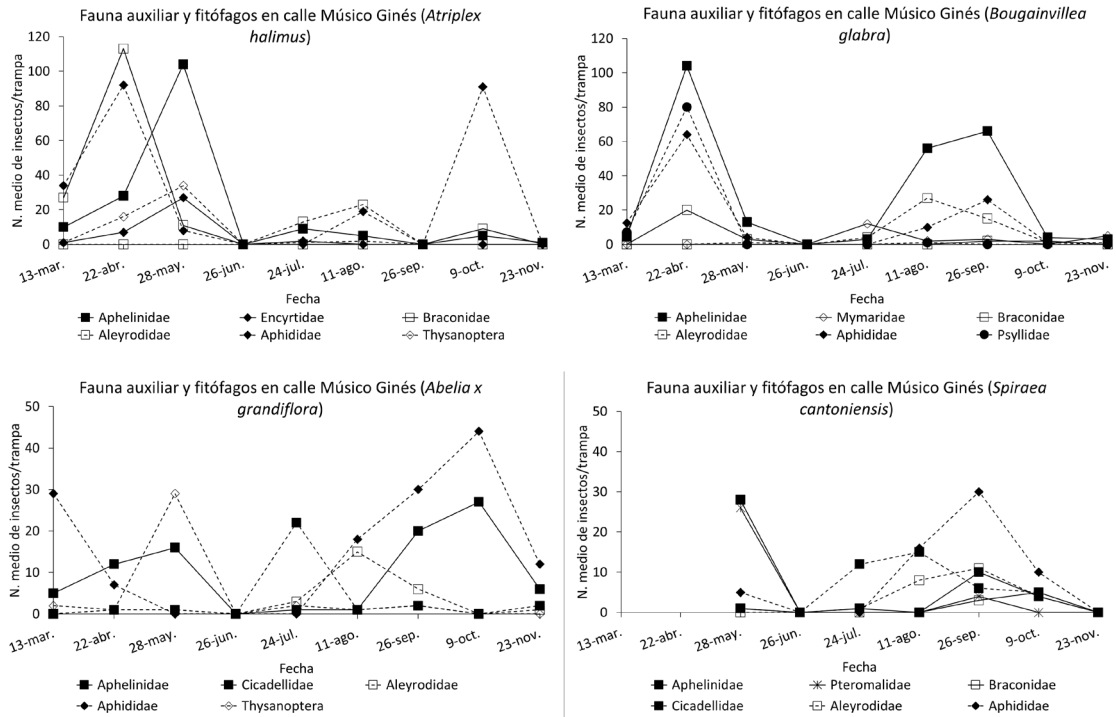 Fauna auxiliar y fitófagos en calle Músico Ginés (Atriplex
halimus)
N. medio de insectos/trampa
120
100
80
60
40
20
0
13-mar. 22-abr. 28-may. 26-jun. 24-jul. 11-ago. 26-sep. 9-oct. 23-nov.
Fecha
Aphelinidae Encyrtidae Braconidae
Aleyrodidae Aphididae Thysanoptera
Fauna auxiliar y fitófagos en calle Músico Ginés (Bougainvillea
glabra)
N. medio de insectos/trampa
120
100
80
60
40
20
0
13-mar. 22-abr. 28-may. 26-jun. 24-jul. 11-ago. 26-sep. 9-oct. 23-nov.
Fecha
Aphelinidae Mymaridae Braconidae
Aleyrodidae Aphididae Psyllidae
Fauna auxiliar y fitófagos en calle Músico Ginés (Abelia x
grandiflora)
N. medio de insectos/trampa
50
40
30
20
10
0
13-mar. 22-abr. 28-may. 26-jun. 24-jul. 11-ago. 26-sep. 9-oct. 23-nov.
Fecha
Aphelinidae Cicadellidae Aleyrodidae
Aphididae Thysanoptera
Fauna auxiliar y fitófagos en calle Músico Ginés (Spiraea
cantoniensis)
N. medio de insectos/trampa
50
40
30
20
10
0
13-mar. 22-abr. 28-may. 26-jun. 24-jul. 11-ago. 26-sep. 9-oct. 23-nov.
Fecha
Aphelinidae Pteromalidae Braconidae
Cicadellidae Aleyrodidae Aphididae